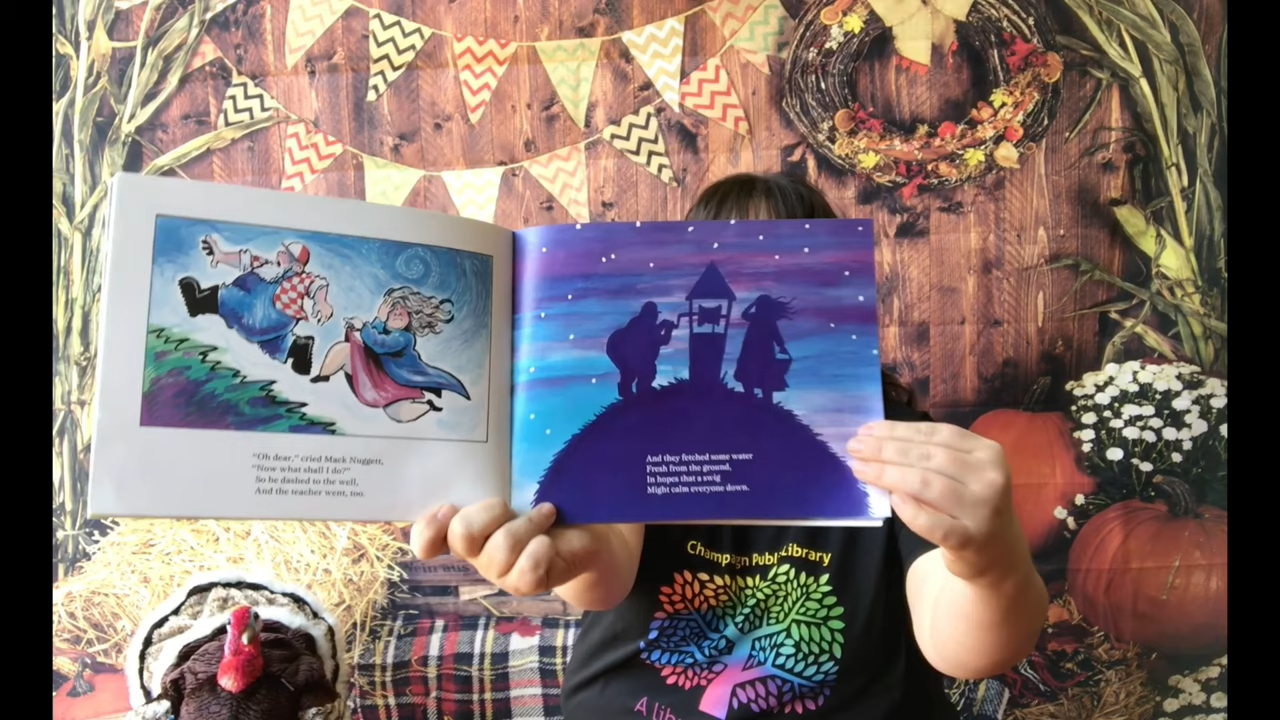 "Oh dear," cried Mack Nuggett,
"Now what shall I do?"
So he dashed to the well,
And the teacher went, too.
And they fetched some water
Fresh from the ground,
In hopes that a swig
Might calm everyone down.
Champaign Public Library
A lib